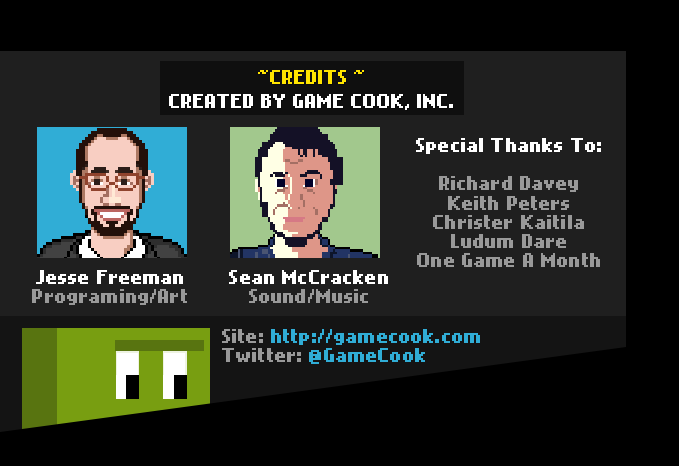 ~CREDITS ~
CREATED BY GAME COOK, INC.
Jesse Freeman
Programing/Art
Sean McCracken
Sound/Music
Special Thanks To:
Richard Davey
Keith Peters
Christer Kaitila
Ludum Dare
One Game A Month
Site: http://gamecook.com
Twitter: @GameCook